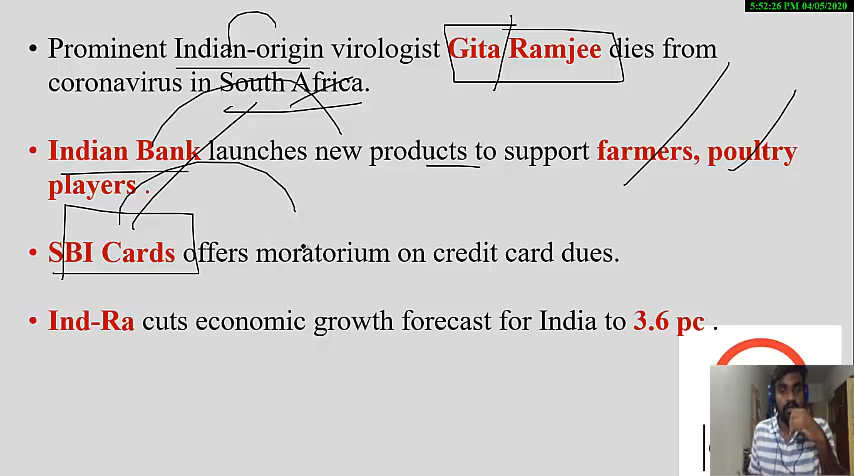 5:52:26 PM 04/05/2020
• Prominent Indian-origin virologist Gita Ramjee dies from
coronavirus in South Africa.
• Indian Bank launches new products to support farmers, poultry
players .
• SBI Cards offers moratorium on credit card dues.
• Ind-Ra cuts economic growth forecast for India to 3.6 pc .